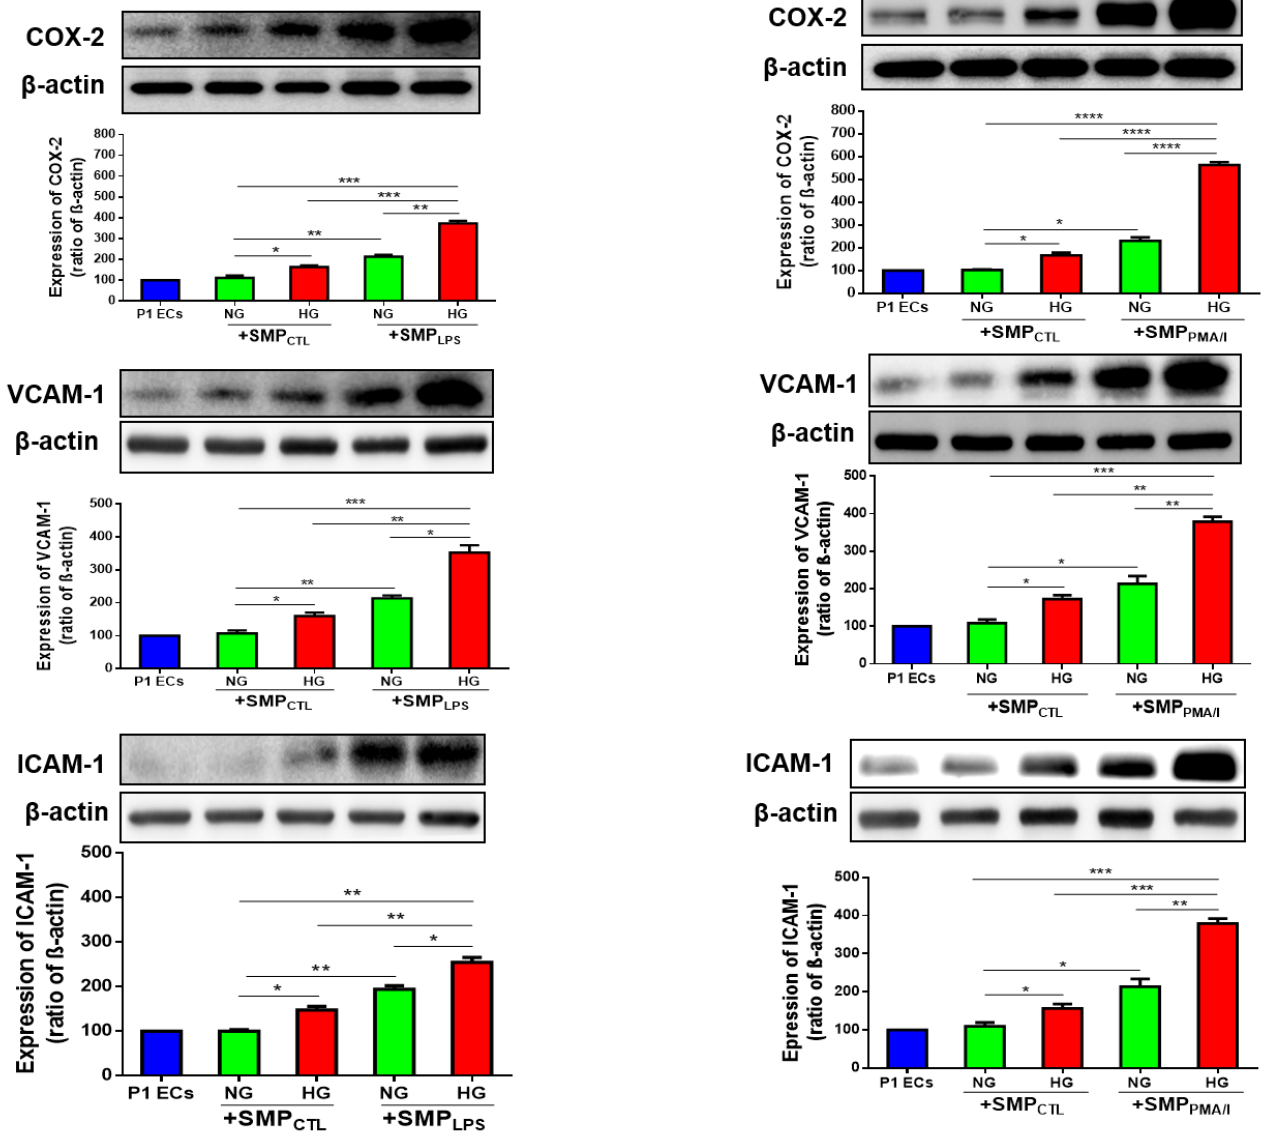 COX-2
β-actin
Expression of COX-2
(ratio of ß-actin)
800
700
600
500
400
300
200
100
0
***
***
**
**
*
P1 ECs NG HG NG HG
+SMPCTL +SMPLPS
COX-2
β-actin
Expression of COX-2
(ratio of ß-actin)
800
700
600
500
400
300
200
100
0
****
****
****
*
*
P1 ECs NG HG NG HG
+SMPCTL +SMPPMA/I
VCAM-1
β-actin
Expression of VCAM-1
(ratio of ß-actin)
500
400
300
200
100
0
***
**
*
**
*
P1 ECs NG HG NG HG
+SMPCTL +SMPLPS
VCAM-1
β-actin
Expression of VCAM-1
(ratio of ß-actin)
500
400
300
200
100
0
***
**
**
*
*
P1 ECs NG HG NG HG
+SMPCTL +SMPPMA/I
ICAM-1
β-actin
Expression of ICAM-1
(ratio of ß-actin)
500
400
300
200
100
0
**
**
*
**
*
P1 ECs NG HG NG HG
+SMPCTL +SMPLPS
ICAM-1
β-actin
Epression of ICAM-1
(ratio of ß-actin)
500
400
300
200
100
0
***
***
**
*
*
P1 ECs NG HG NG HG
+SMPCTL +SMPPMA/I